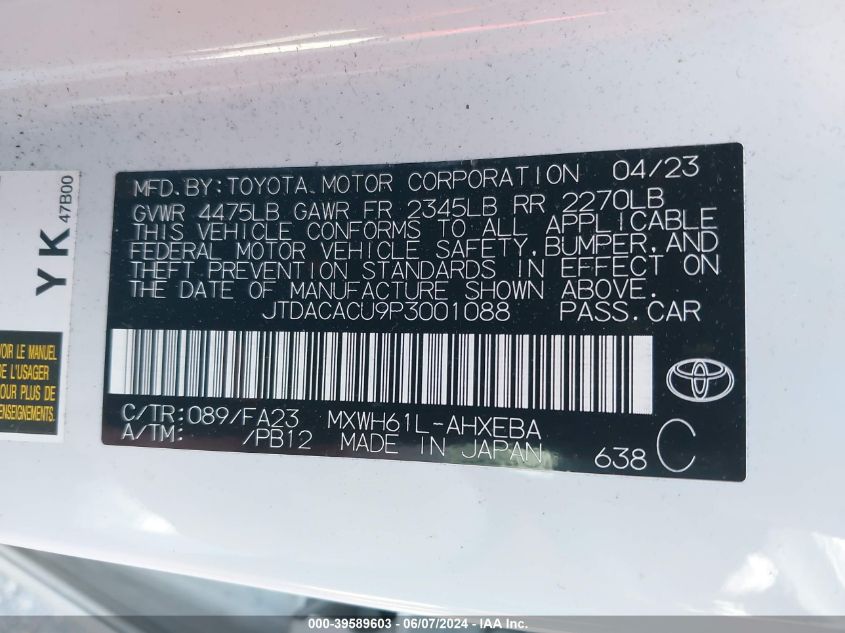 MFD. BY: TOYOTA MOTOR CORPORATION 04/23
GVWR 4475LB GAWR FR 2345LB RR 2270LB
THIS VEHICLE CONFORMS TO ALL APPLICABLE
FEDERAL MOTOR VEHICLE SAFETY, BUMPER, AND
THEFT PREVENTION STANDARDS IN EFFECT ON
THE DATE OF MANUFACTURE SHOWN ABOVE.
JTDACACU9P3001088 PASS. CAR
C/TR: 089/FA23 MXWH61L-AHXEBA
A/TM: /PB12 MADE IN JAPAN 638 C
YK
47B00
VOIR LE MANUEL
DE L'USAGER
POUR PLUS DE
RENSEIGNEMENTS
000-39589603 - 06/07/2024 - IAA, Inc.